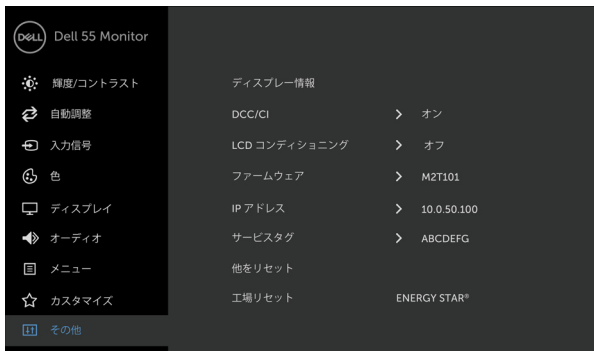 DELL
Dell 55 Monitor
輝度/コントラスト
自動調整
入力信号
色
ディスプレイ
オーディオ
メニュー
カスタマイズ
その他
ディスプレー情報
DCC/CI > オン
LCD コンディショニング > オフ
ファームウェア > M2T101
IP アドレス > 10.0.50.100
サービスタグ > ABCDEFG
他をリセット
工場リセット ENERGY STAR®